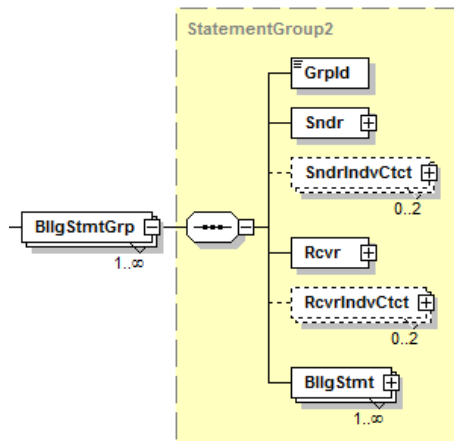 StatementGroup2
GrpId
Sndr
SndrIndvCtct
0..2
BllgStmtGrp
1..∞
Rcvr
RcvrIndvCtct
0..2
BllgStmt
1..∞